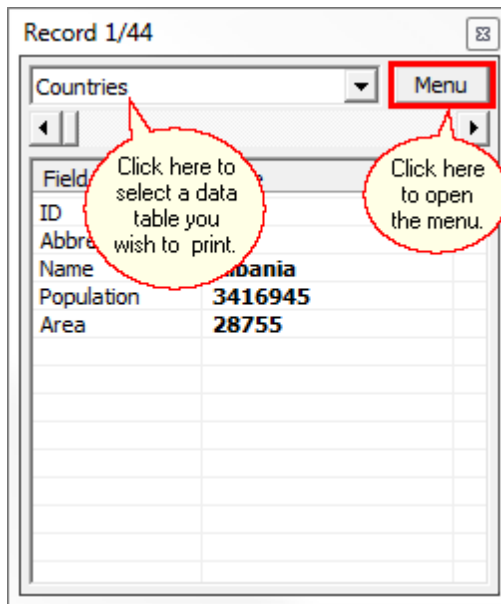 Record 1/44
Countries
Menu
Click here to
select a data
table you
wish to print.
Click here
to open
the menu.
Field
ID
Name
Population 3416945
Area 28755